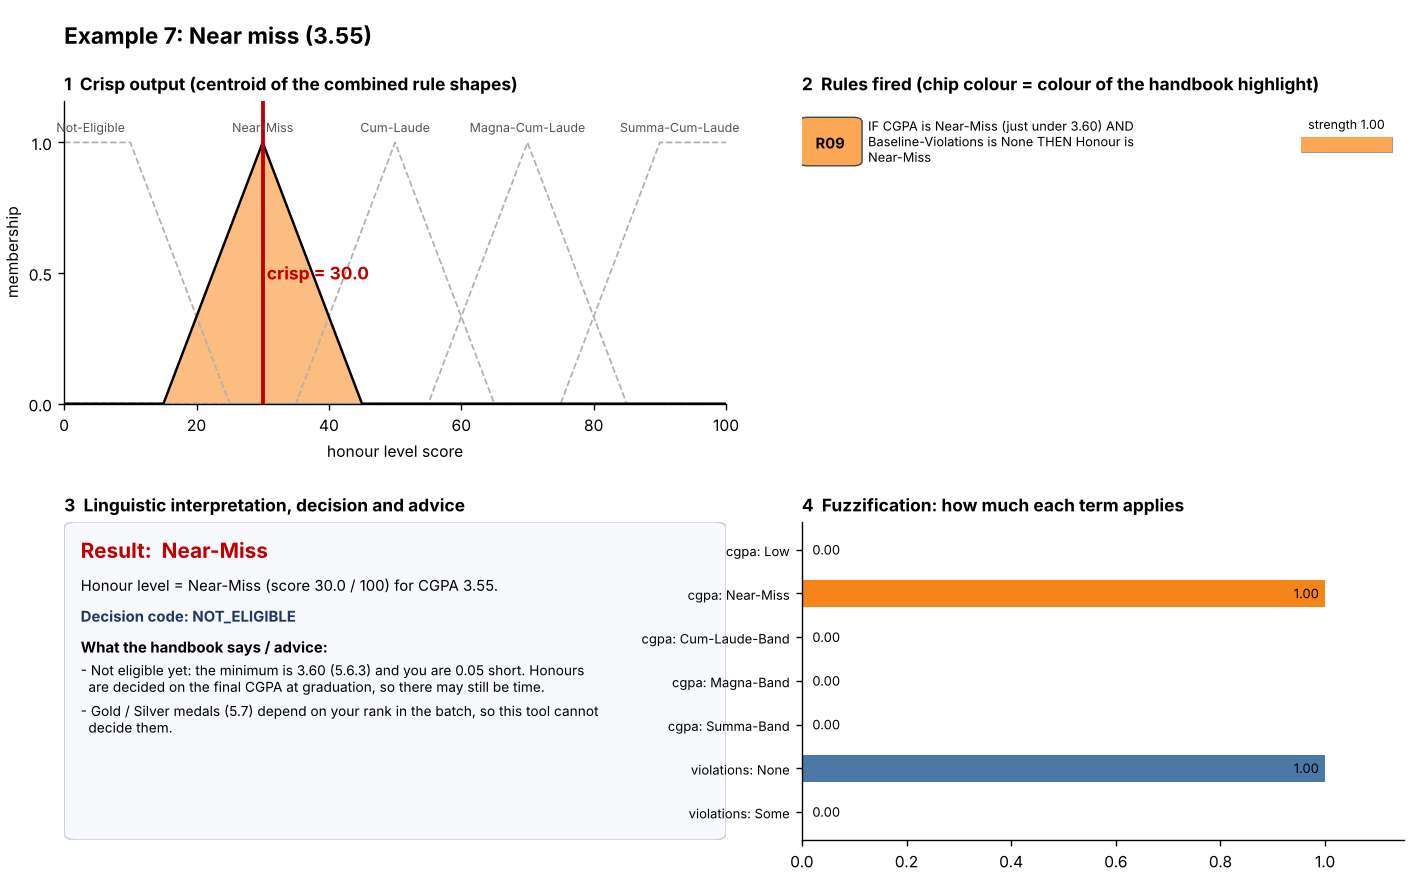 Example 7: Near miss (3.55)
1 Crisp output (centroid of the combined rule shapes)
Not-Eligible
Near-Miss
Cum-Laude
Magna-Cum-Laude
Summa-Cum-Laude
1.0
0.5
0.0
membership
crisp = 30.0
0
20
40
60
80
100
honour level score
2 Rules fired (chip colour = colour of the handbook highlight)
R09
IF CGPA is Near-Miss (just under 3.60) AND
Baseline-Violations is None THEN Honour is
Near-Miss
strength 1.00
3 Linguistic interpretation, decision and advice
Result: Near-Miss
Honour level = Near-Miss (score 30.0 / 100) for CGPA 3.55.
Decision code: NOT_ELIGIBLE
What the handbook says / advice:
- Not eligible yet: the minimum is 3.60 (5.6.3) and you are 0.05 short. Honours
are decided on the final CGPA at graduation, so there may still be time.
- Gold / Silver medals (5.7) depend on your rank in the batch, so this tool cannot
decide them.
4 Fuzzification: how much each term applies
cgpa: Low 0.00
cgpa: Near-Miss 1.00
cgpa: Cum-Laude-Band 0.00
cgpa: Magna-Band 0.00
cgpa: Summa-Band 0.00
violations: None 1.00
violations: Some 0.00
0.0
0.2
0.4
0.6
0.8
1.0